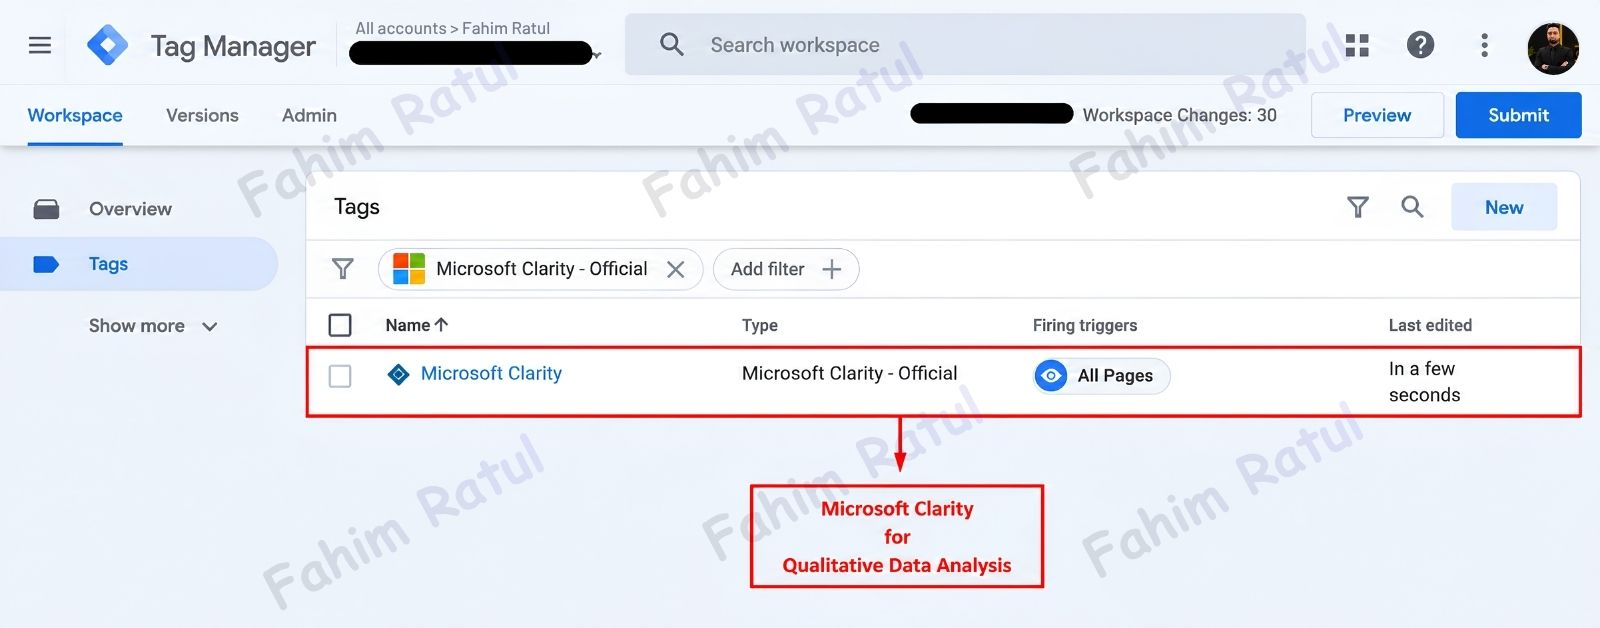 Tag Manager
All accounts > Fahim Ratul
Search workspace
Workspace
Versions
Admin
Workspace Changes: 30
Preview
Submit
Overview
Tags
Show more
Tags
New
Microsoft Clarity - Official
Add filter
Name
Type
Firing triggers
Last edited
Microsoft Clarity
Microsoft Clarity - Official
All Pages
In a few
seconds
Microsoft Clarity
for
Qualitative Data Analysis
Fahim Ratul
Fahim Ratul
Fahim Ratul
Fahim Ratul
Fahim Ratul
Fahim Ratul